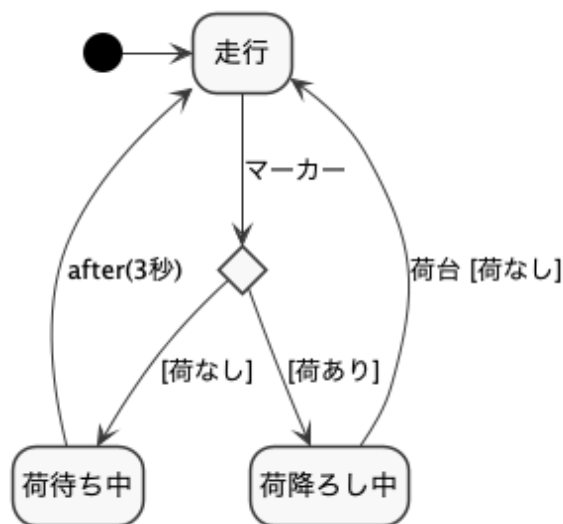 走行
マーカー
after(3秒)
荷台 [荷なし]
[荷なし]
[荷あり]
荷待ち中
荷降ろし中